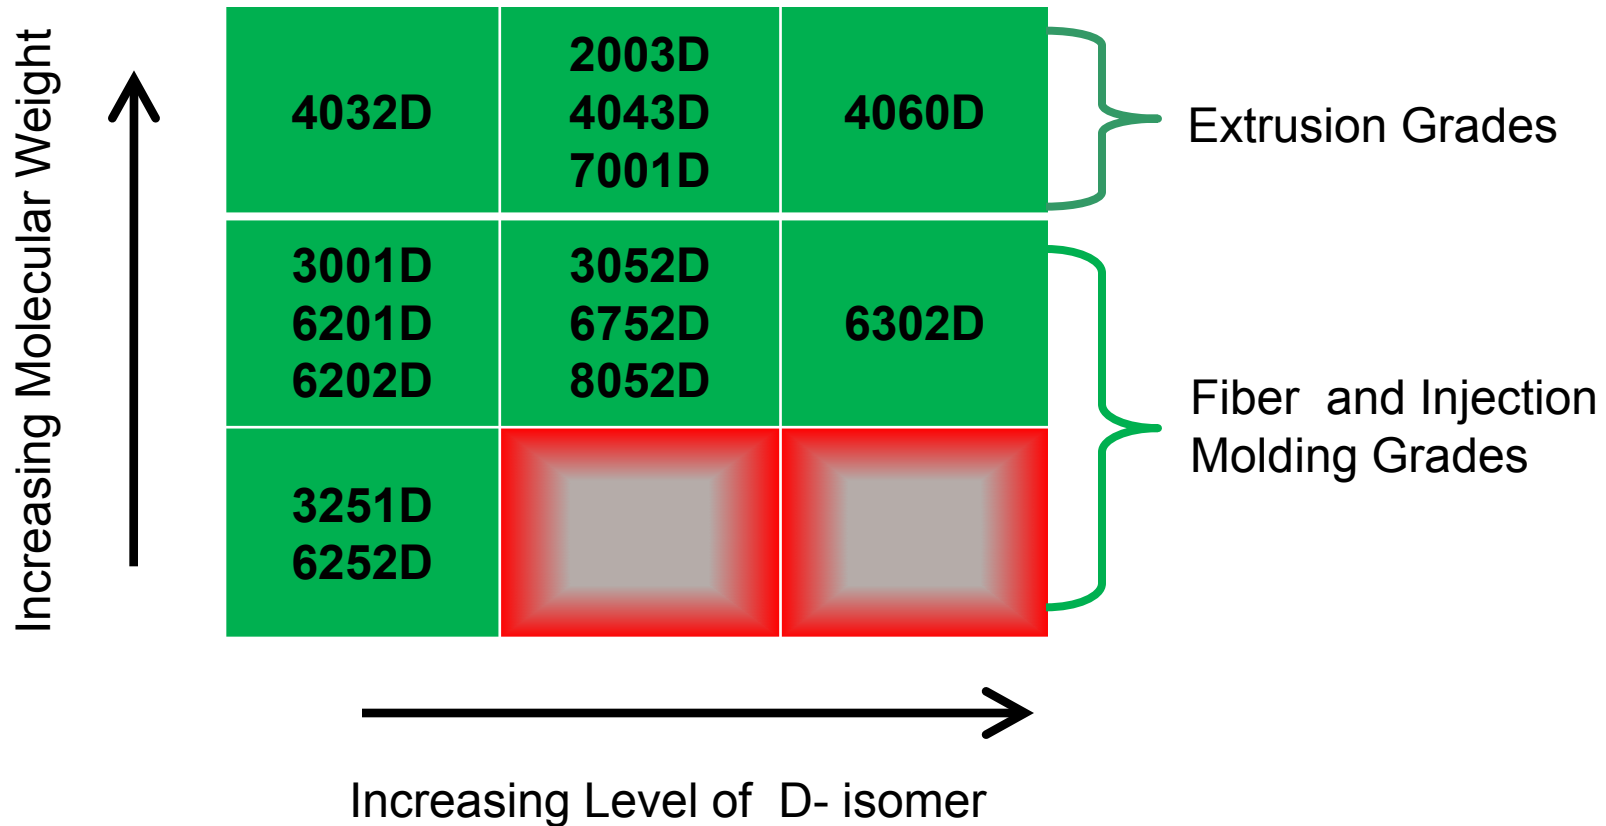 Increasing Molecular Weight
4032D
2003D
4043D
7001D
4060D
Extrusion Grades
3001D
6201D
6202D
3052D
6752D
8052D
6302D
Fiber  and Injection
Molding Grades
3251D
6252D
Increasing Level of  D- isomer